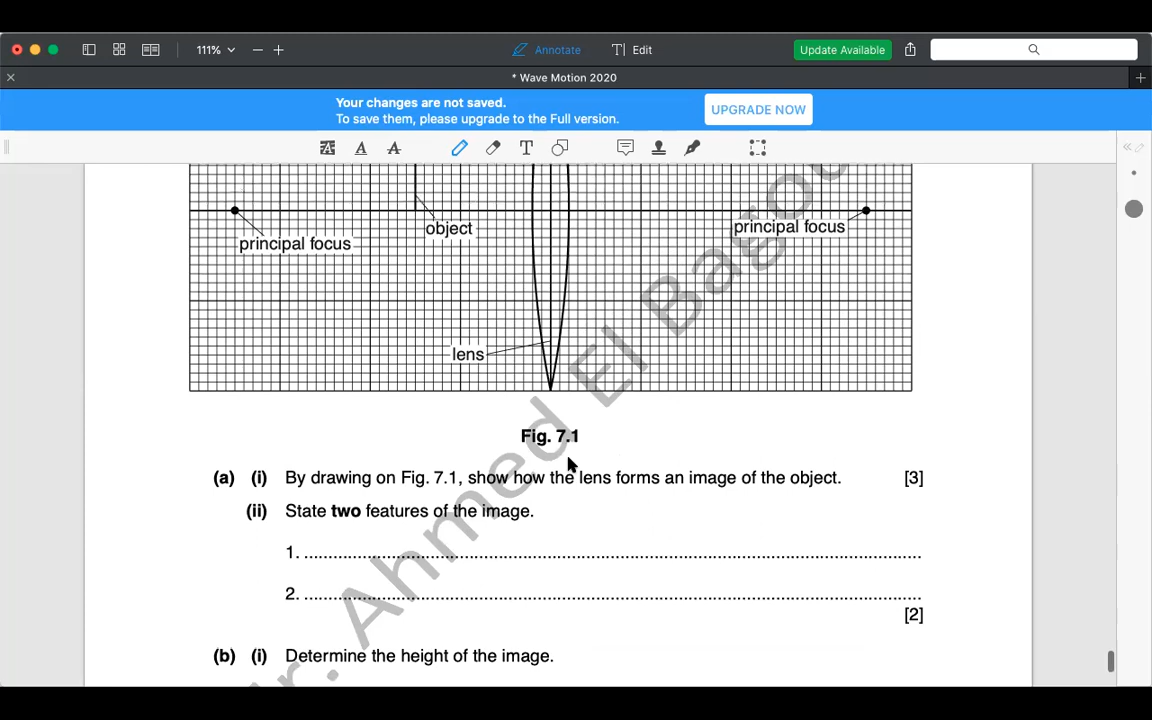 111%
Annotate
Edit
Update Available
* Wave Motion 2020
Your changes are not saved.
To save them, please upgrade to the Full version.
UPGRADE NOW
A A A T
object
principal focus
principal focus
lens
Fig. 7.1
(a) (i) By drawing on Fig. 7.1, show how the lens forms an image of the object. [3]
(ii) State two features of the image.
1. ..........................................................................................................
2. ..........................................................................................................
[2]
(b) (i) Determine the height of the image.
r. Ahmed El Bago